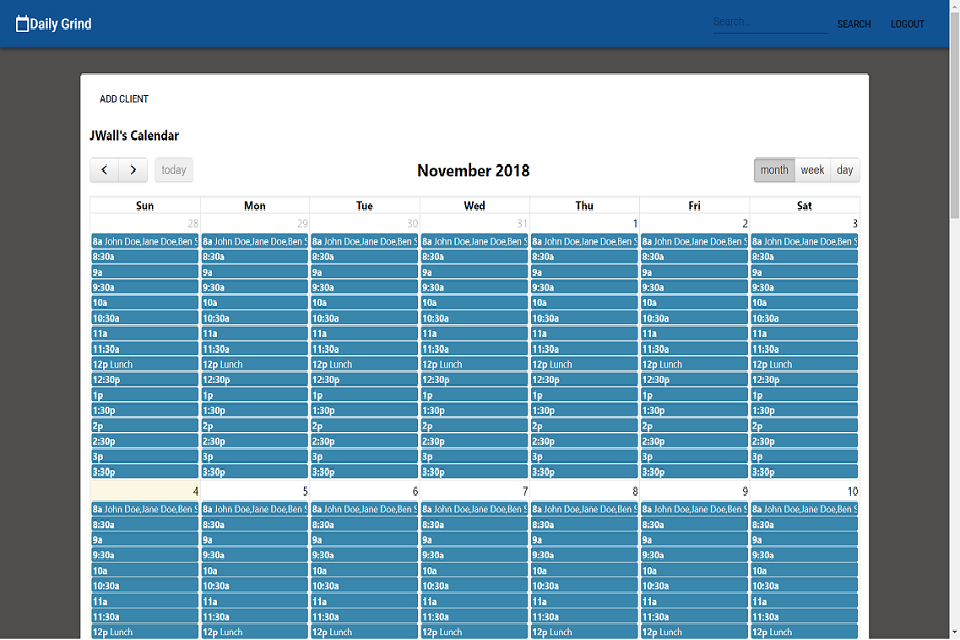 Daily Grind Search... SEARCH LOGOUT
ADD CLIENT
JWall's Calendar
today November 2018 month week day
Sun Mon Tue Wed Thu Fri Sat
28 29 30 31 1 2 3
8a John Doe,Jane Doe,Ben S 8a John Doe,Jane Doe,Ben S 8a John Doe,Jane Doe,Ben S 8a John Doe,Jane Doe,Ben S 8a John Doe,Jane Doe,Ben S 8a John Doe,Jane Doe,Ben S 8a John Doe,Jane Doe,Ben S
8:30a 8:30a 8:30a 8:30a 8:30a 8:30a 8:30a
9a 9a 9a 9a 9a 9a 9a
9:30a 9:30a 9:30a 9:30a 9:30a 9:30a 9:30a
10a 10a 10a 10a 10a 10a 10a
10:30a 10:30a 10:30a 10:30a 10:30a 10:30a 10:30a
11a 11a 11a 11a 11a 11a 11a
11:30a 11:30a 11:30a 11:30a 11:30a 11:30a 11:30a
12p Lunch 12p Lunch 12p Lunch 12p Lunch 12p Lunch 12p Lunch 12p Lunch
12:30p 12:30p 12:30p 12:30p 12:30p 12:30p 12:30p
1p 1p 1p 1p 1p 1p 1p
1:30p 1:30p 1:30p 1:30p 1:30p 1:30p 1:30p
2p 2p 2p 2p 2p 2p 2p
2:30p 2:30p 2:30p 2:30p 2:30p 2:30p 2:30p
3p 3p 3p 3p 3p 3p 3p
3:30p 3:30p 3:30p 3:30p 3:30p 3:30p 3:30p
4 5 6 7 8 9 10
8a John Doe,Jane Doe,Ben S 8a John Doe,Jane Doe,Ben S 8a John Doe,Jane Doe,Ben S 8a John Doe,Jane Doe,Ben S 8a John Doe,Jane Doe,Ben S 8a John Doe,Jane Doe,Ben S 8a John Doe,Jane Doe,Ben S
8:30a 8:30a 8:30a 8:30a 8:30a 8:30a 8:30a
9a 9a 9a 9a 9a 9a 9a
9:30a 9:30a 9:30a 9:30a 9:30a 9:30a 9:30a
10a 10a 10a 10a 10a 10a 10a
10:30a 10:30a 10:30a 10:30a 10:30a 10:30a 10:30a
11a 11a 11a 11a 11a 11a 11a
11:30a 11:30a 11:30a 11:30a 11:30a 11:30a 11:30a
12p Lunch 12p Lunch 12p Lunch 12p Lunch 12p Lunch 12p Lunch 12p Lunch